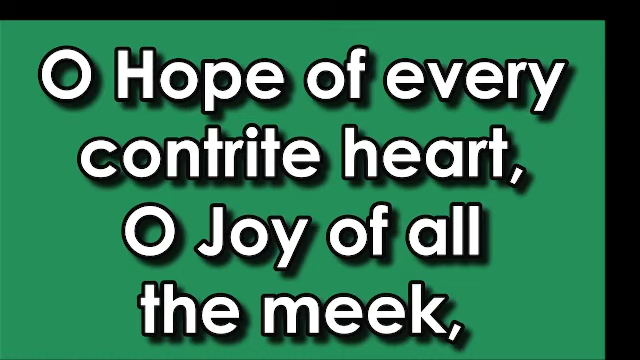 O Hope of every
contrite heart,
O Joy of all
the meek,